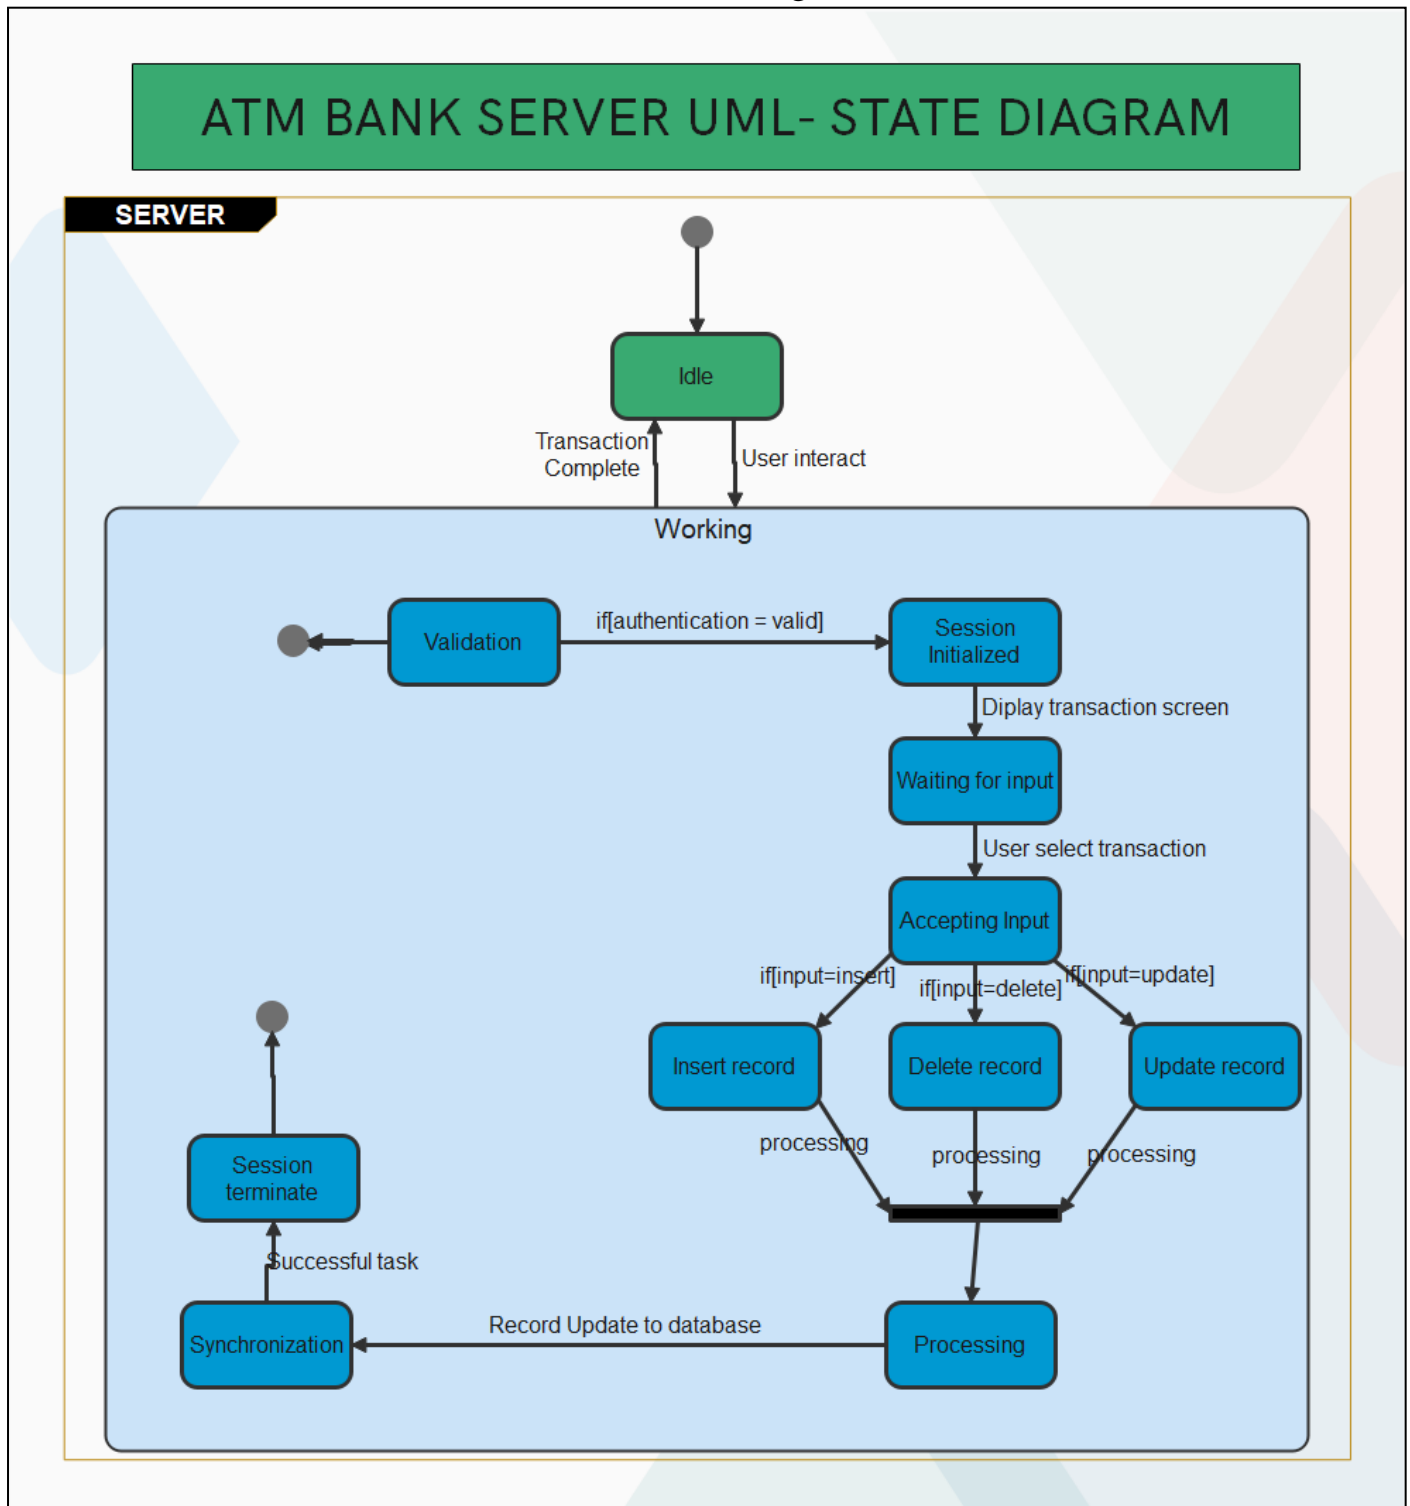 ATM BANK SERVER UML- STATE DIAGRAM
SERVER
Idle
Transaction
Complete
User interact
Working
Validation
if[authentication = valid]
Session
Initialized
Diplay transaction screen
Waiting for input
User select transaction
Accepting Input
if[input=insert]
if[input=delete]
if[input=update]
Insert record
Delete record
Update record
processing
processing
processing
Session
terminate
Successful task
Synchronization
Record Update to database
Processing